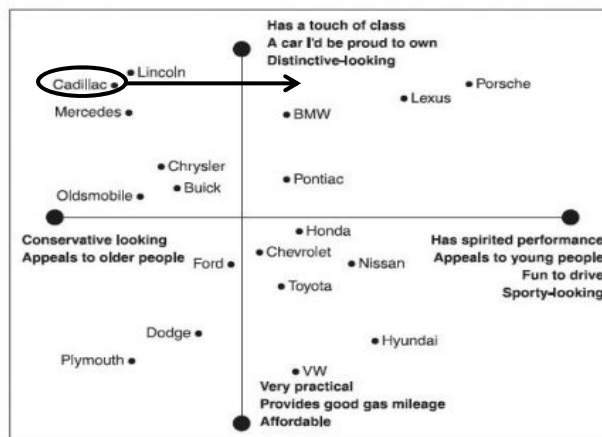 Has a touch of class
A car I'd be proud to own
Distinctive-looking
Lincoln
Cadillac
Porsche
Lexus
Mercedes
BMW
Chrysler
Pontiac
Buick
Oldsmobile
Honda
Conservative looking
Appeals to older people
Has spirited performance
Appeals to young people
Fun to drive
Sporty-looking
Chevrolet
Ford
Nissan
Toyota
Dodge
Hyundai
Plymouth
VW
Very practical
Provides good gas mileage
Affordable